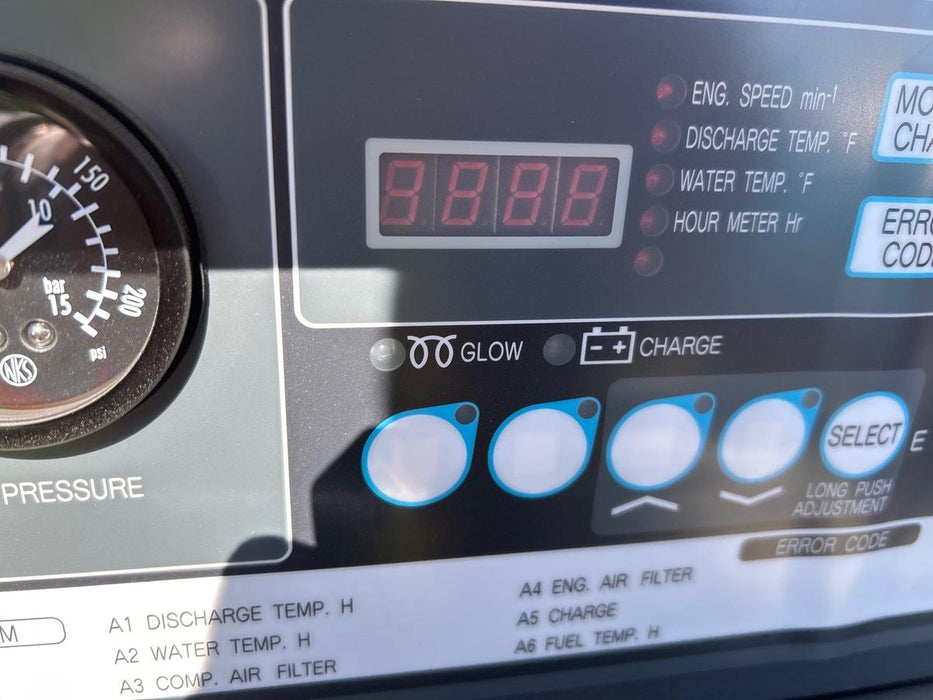 ENG. SPEED min⁻¹
DISCHARGE TEMP. °F
WATER TEMP. °F
HOUR METER Hr
8888
MO
CHA
ERRO
CODE
150
10
bar
15
200
psi
NKS
GLOW
- +
CHARGE
SELECT
E
LONG PUSH
ADJUSTMENT
PRESSURE
ERROR CODE
M
A1 DISCHARGE TEMP. H
A2 WATER TEMP. H
A3 COMP. AIR FILTER
A4 ENG. AIR FILTER
A5 CHARGE
A6 FUEL TEMP. H